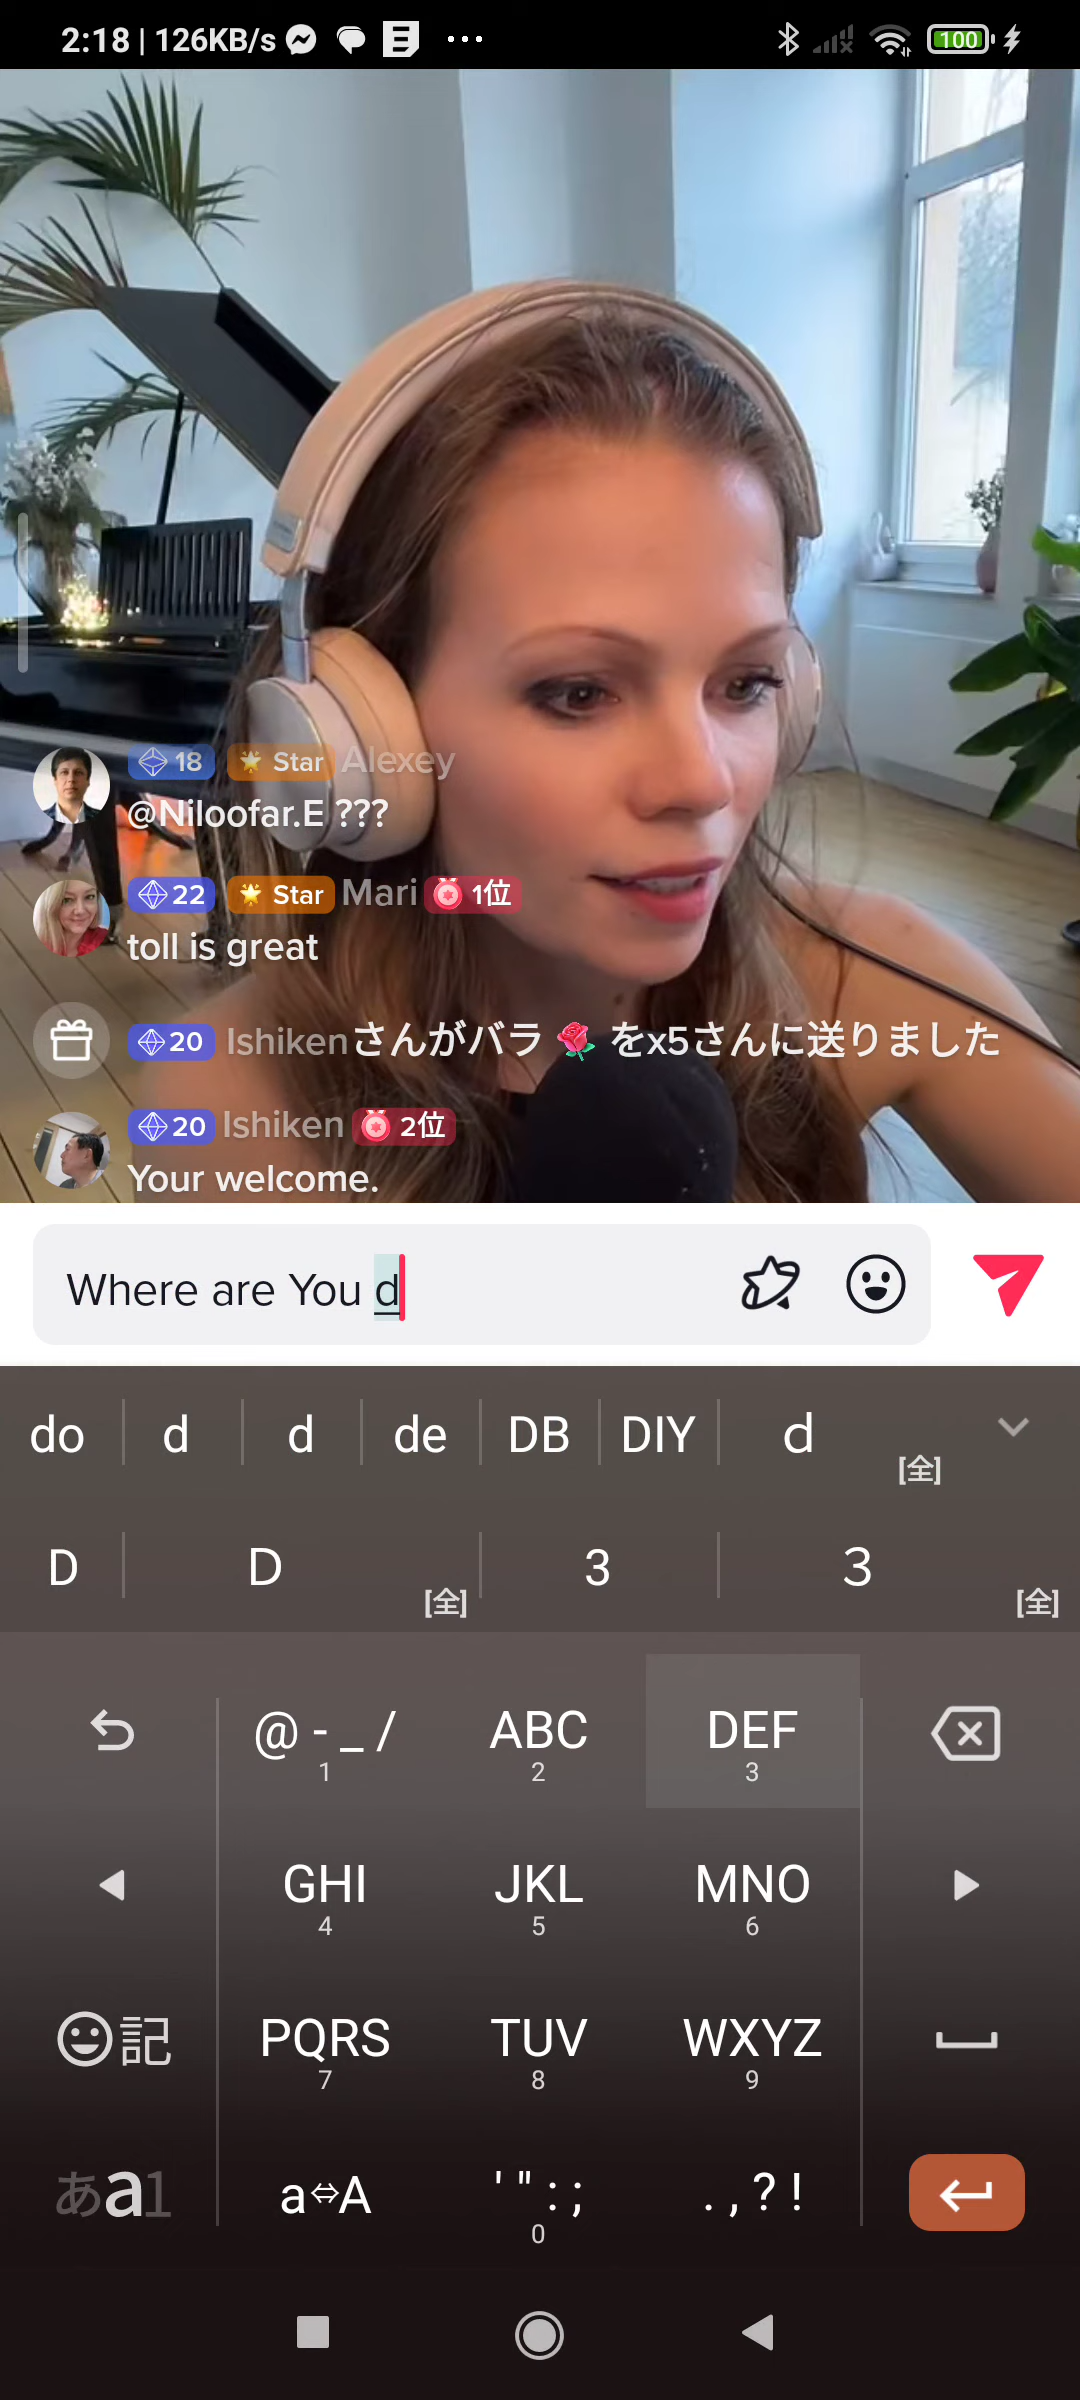 2:18 | 126KB/s
100
18 Star Alexey
@Niloofar.E ???
22 Star Mari 1位
toll is great
20 Ishikenさんがバラ 🌹 をx5さんに送りました
20 Ishiken 2位
Your welcome.
Where are You d
do d d de DB DIY d [全]
D D [全] 3 3 [全]
@-_/ ABC DEF
1 2 3
GHI JKL MNO
4 5 6
記 PQRS TUV WXYZ
7 8 9
あa1 a⇔A '":; .,?!
0